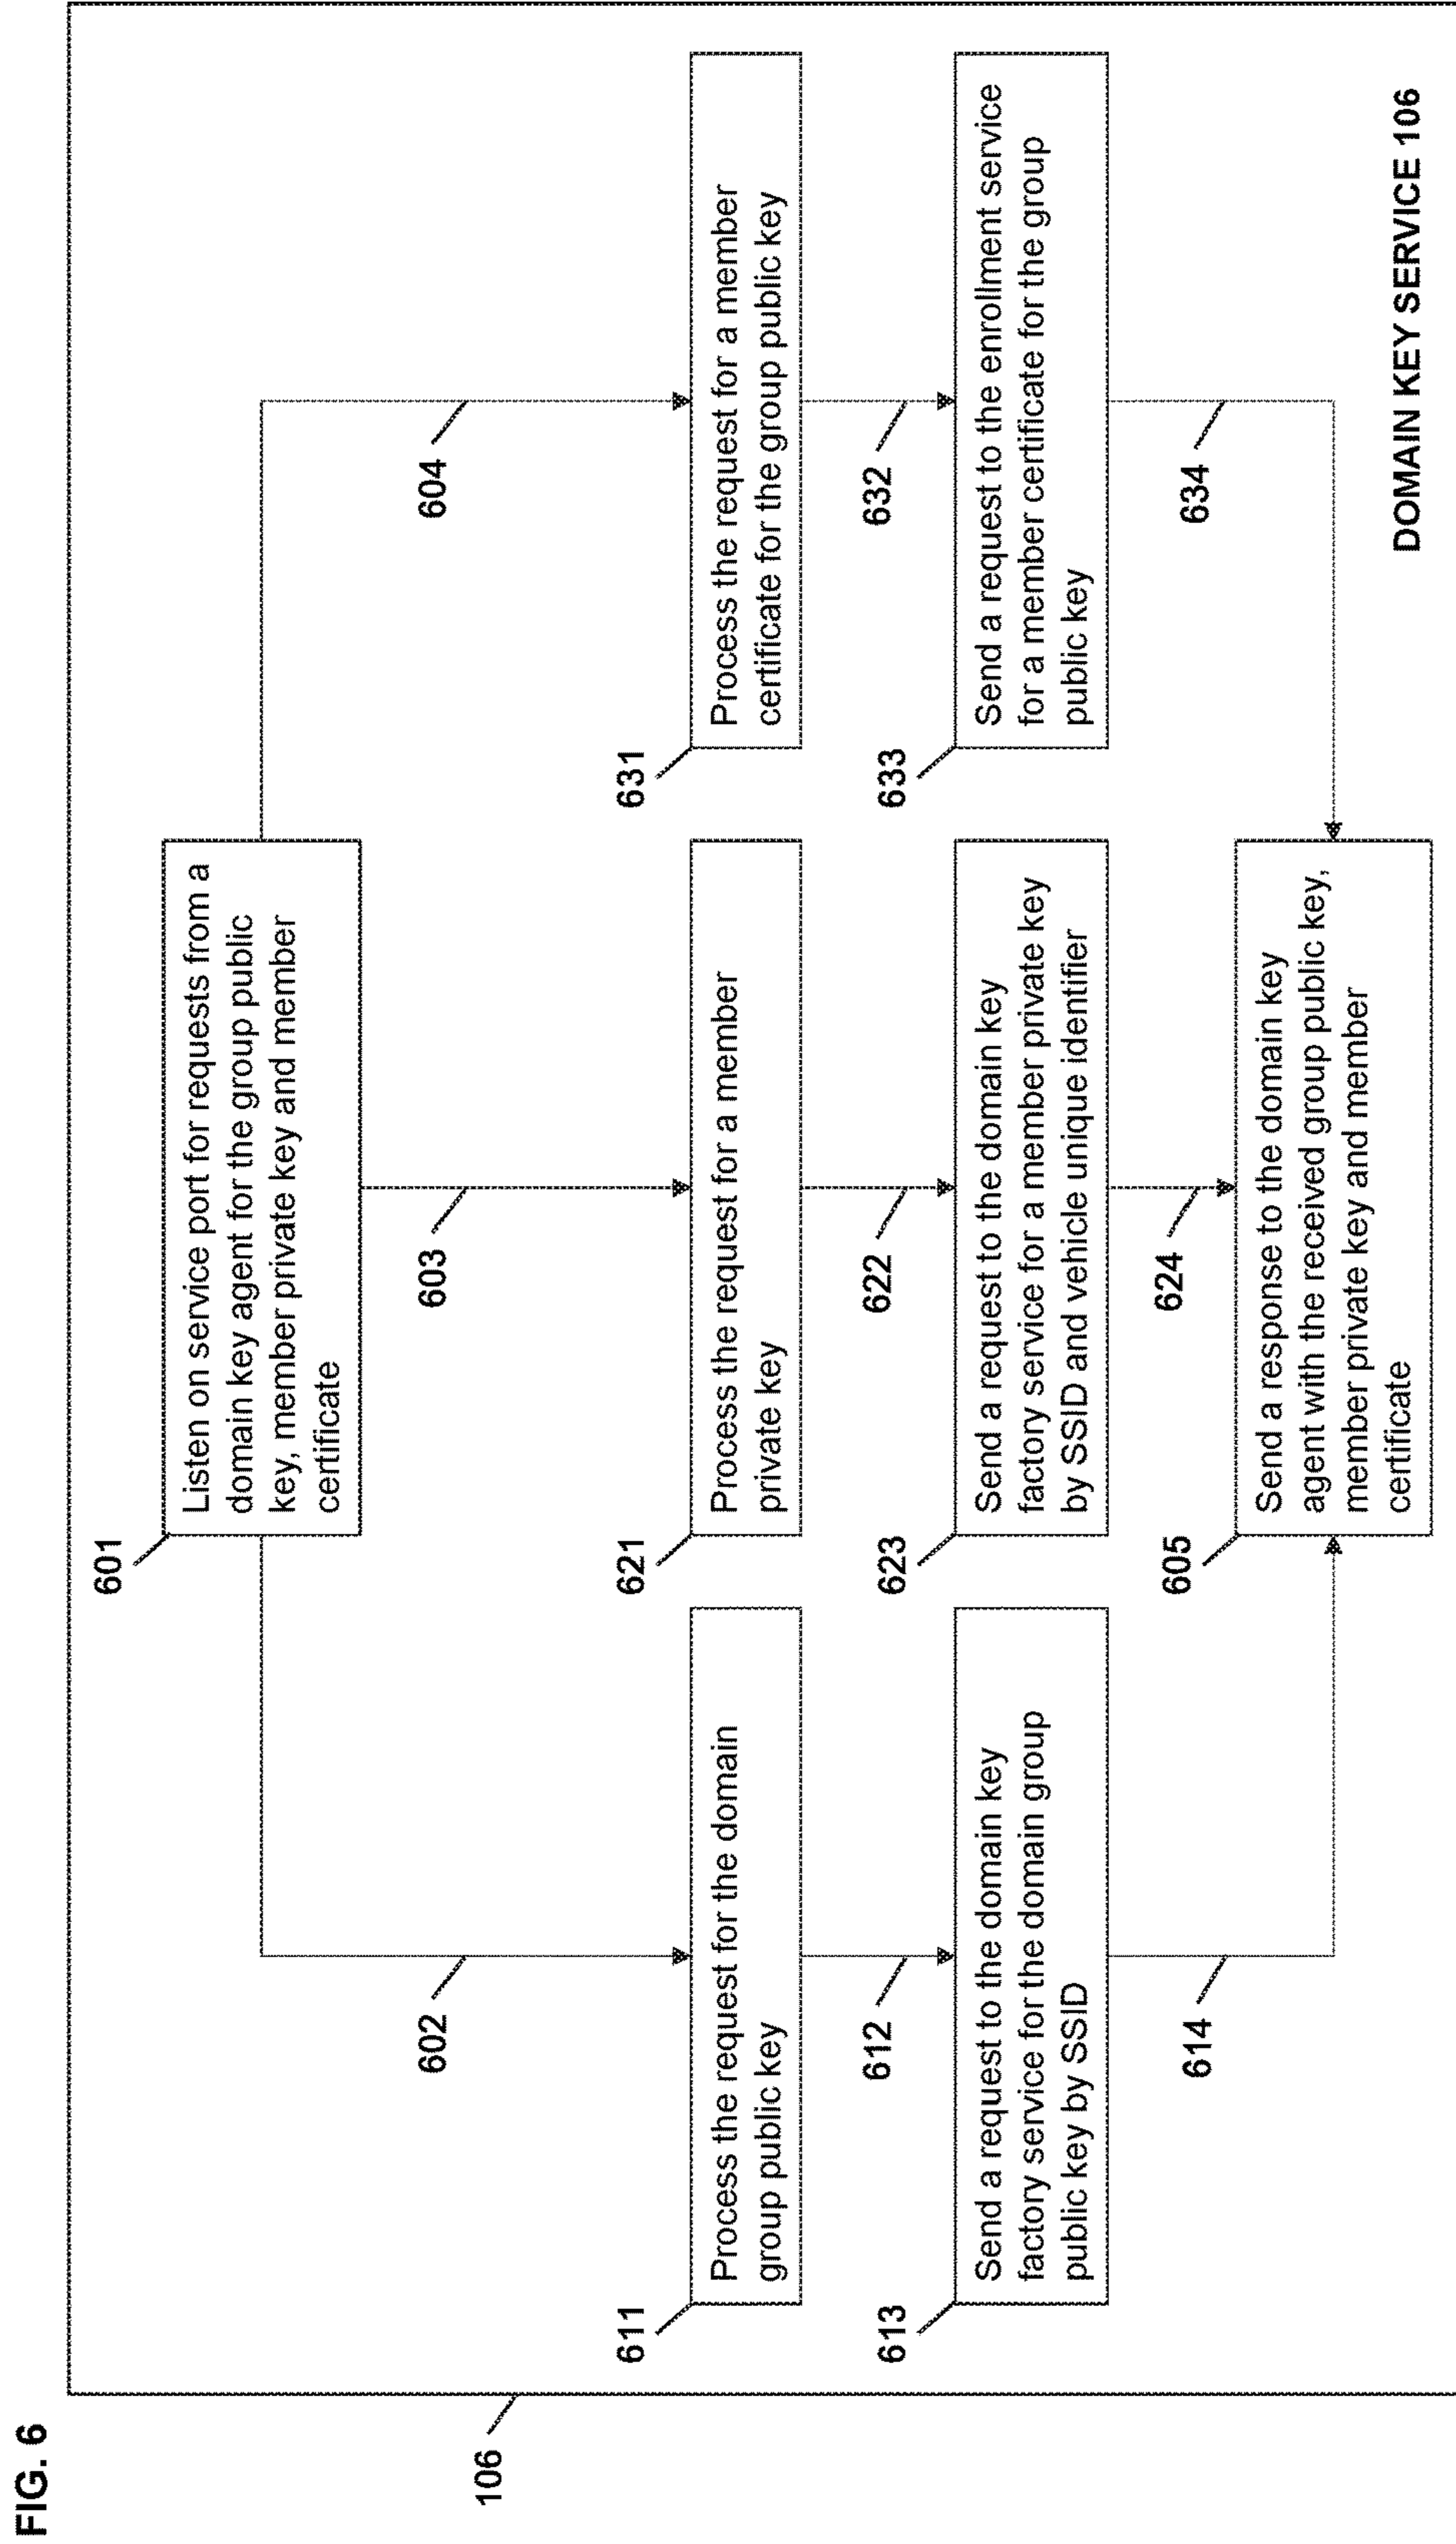 FIG. 6
106
601
Listen on service port for requests from a
domain key agent for the group public
key, member private key and member
certificate
602
603
604
611
Process the request for the domain
group public key
621
Process the request for a member
private key
631
Process the request for a member
certificate for the group public key
612
622
632
613
Send a request to the domain key
factory service for the domain group
public key by SSID
623
Send a request to the domain key
factory service for a member private key
by SSID and vehicle unique identifier
633
Send a request to the enrollment service
for a member certificate for the group
public key
614
624
634
605
Send a response to the domain key
agent with the received group public key,
member private key and member
certificate
DOMAIN KEY SERVICE 106